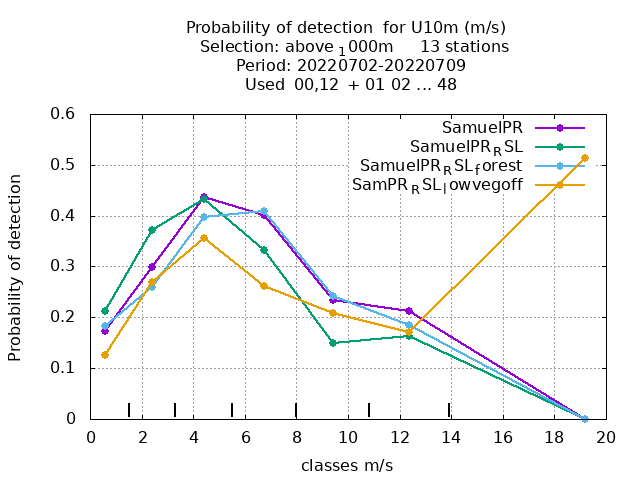 Probability of detection for U10m (m/s)
Selection: above 1000m 13 stations
Period: 20220702-20220709
Used 00,12 + 01 02 ... 48
SamuelPR
SamuelPRRSL
SamuelPRRSLforest
SamPRRSLlowvegoff
Probability of detection
0.6
0.5
0.4
0.3
0.2
0.1
0
0 2 4 6 8 10 12 14 16 18 20
classes m/s